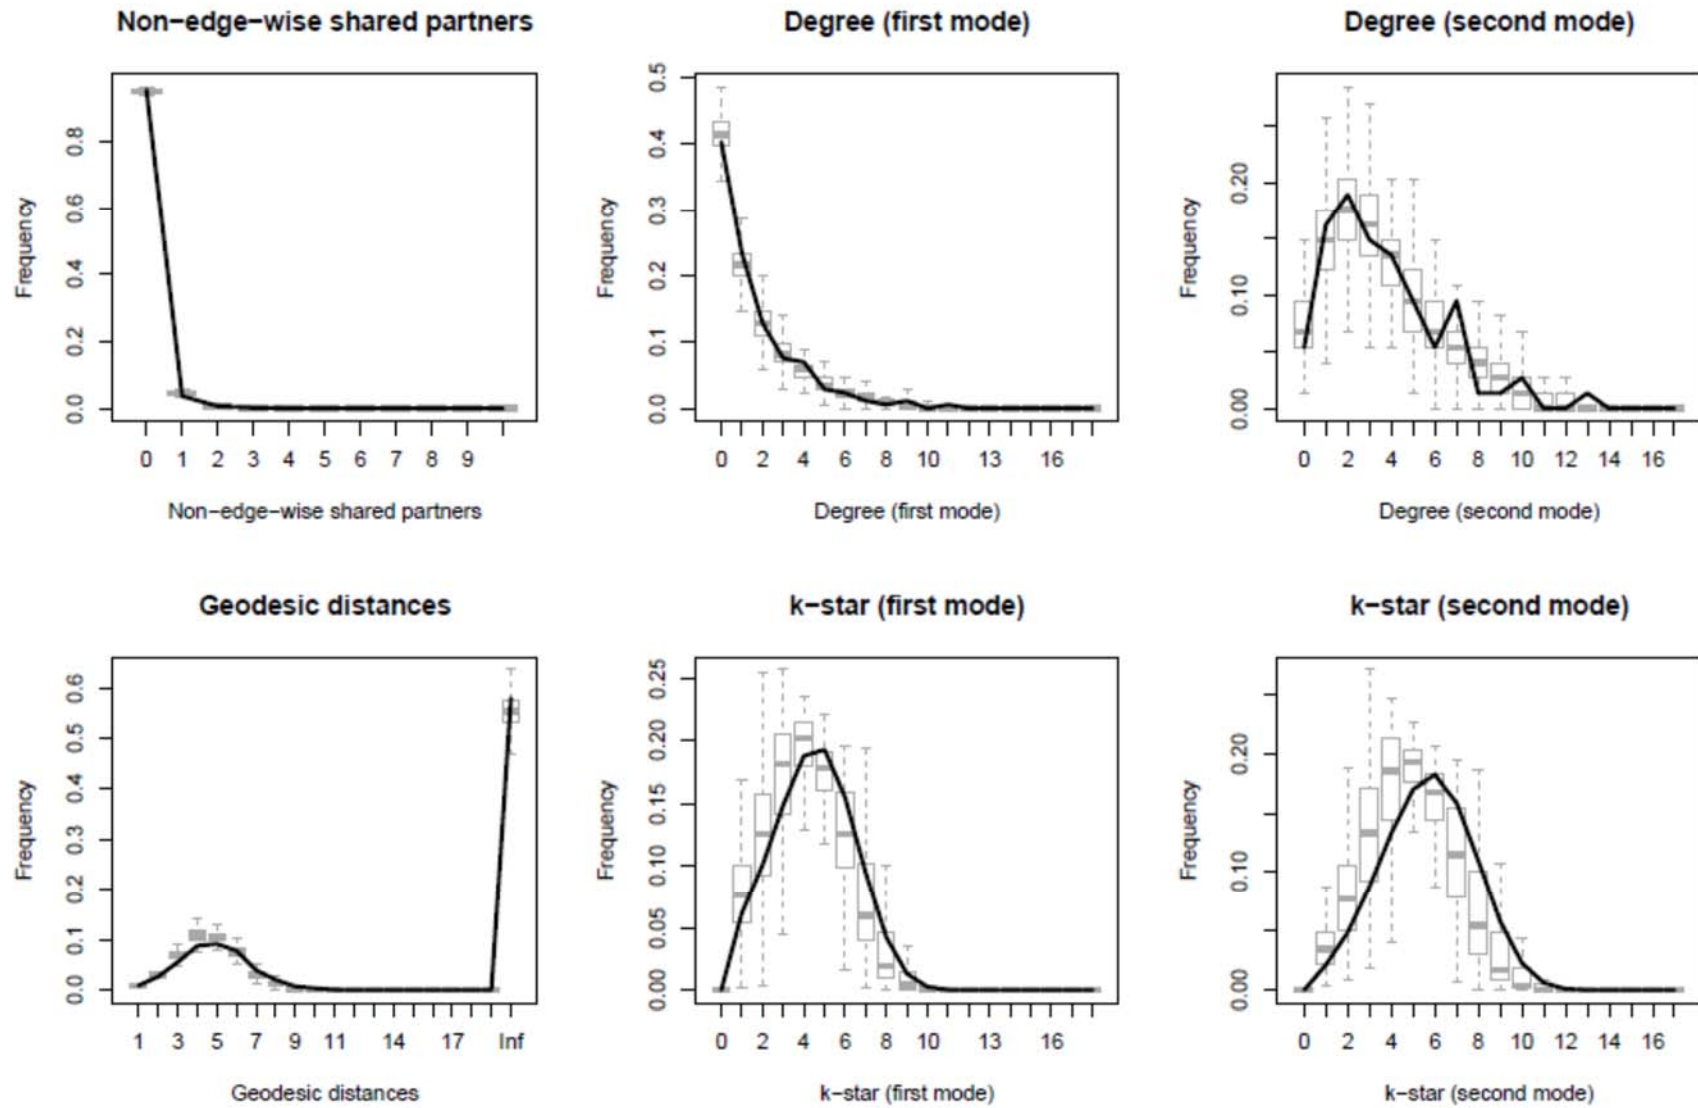 Non-edge-wise shared partners
Degree (first mode)
Degree (second mode)
Frequency
0.0 0.2 0.4 0.6 0.8
0 1 2 3 4 5 6 7 8 9
Non-edge-wise shared partners
Frequency
0.0 0.1 0.2 0.3 0.4 0.5
0 2 4 6 8 10 13 16
Degree (first mode)
Frequency
0.00 0.10 0.20
0 2 4 6 8 10 12 14 16
Degree (second mode)
Geodesic distances
k-star (first mode)
k-star (second mode)
Frequency
0.0 0.1 0.2 0.3 0.4 0.5 0.6
1 3 5 7 9 11 14 17 Inf
Geodesic distances
Frequency
0.00 0.05 0.10 0.15 0.20 0.25
0 2 4 6 8 10 13 16
k-star (first mode)
Frequency
0.00 0.10 0.20
0 2 4 6 8 10 12 14 16
k-star (second mode)